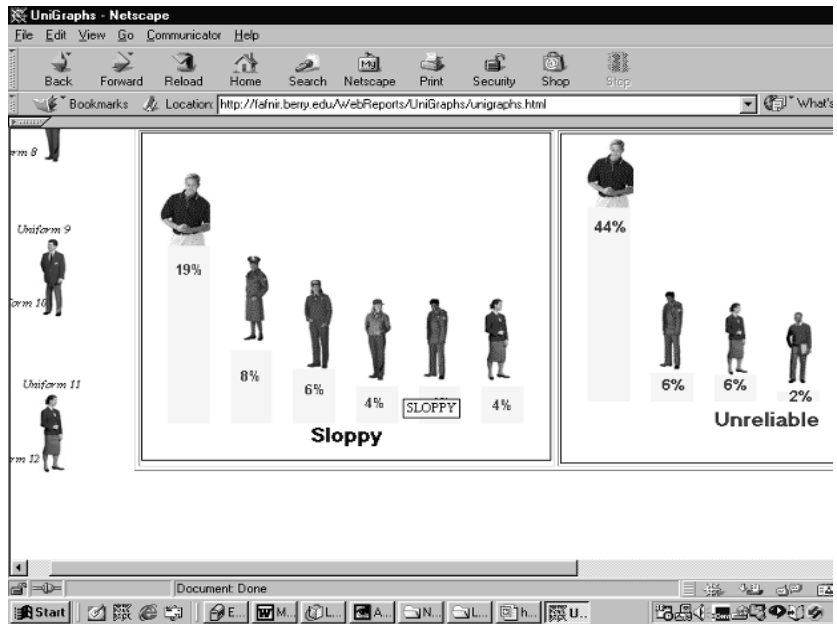 UniGraphs - Netscape
File Edit View Go Communicator Help
Back Forward Reload Home Search Netscape Print Security Shop Stop
My
Bookmarks Location: http://fafnir.berry.edu/WebReports/UniGraphs/unigraphs.html What's
rm 8
Uniform 9
orm 10
Uniform 11
rm 12
19%
8%
6%
4%
SLOPPY
4%
Sloppy
44%
6%
6%
2%
Unreliable
Document: Done
Start E... M... L... A... N... L... h... U..